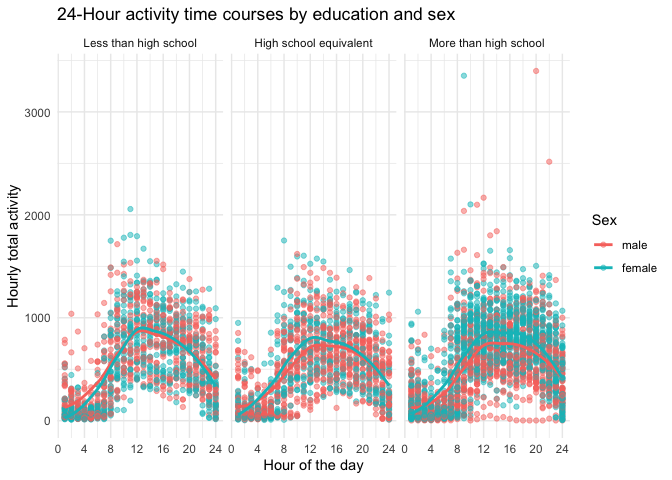 24-Hour activity time courses by education and sex
Less than high school High school equivalent More than high school
3000
2000
1000
0
0 4 8 12 16 20 24 0 4 8 12 16 20 24 0 4 8 12 16 20 24
Hour of the day
Hourly total activity
Sex
male
female